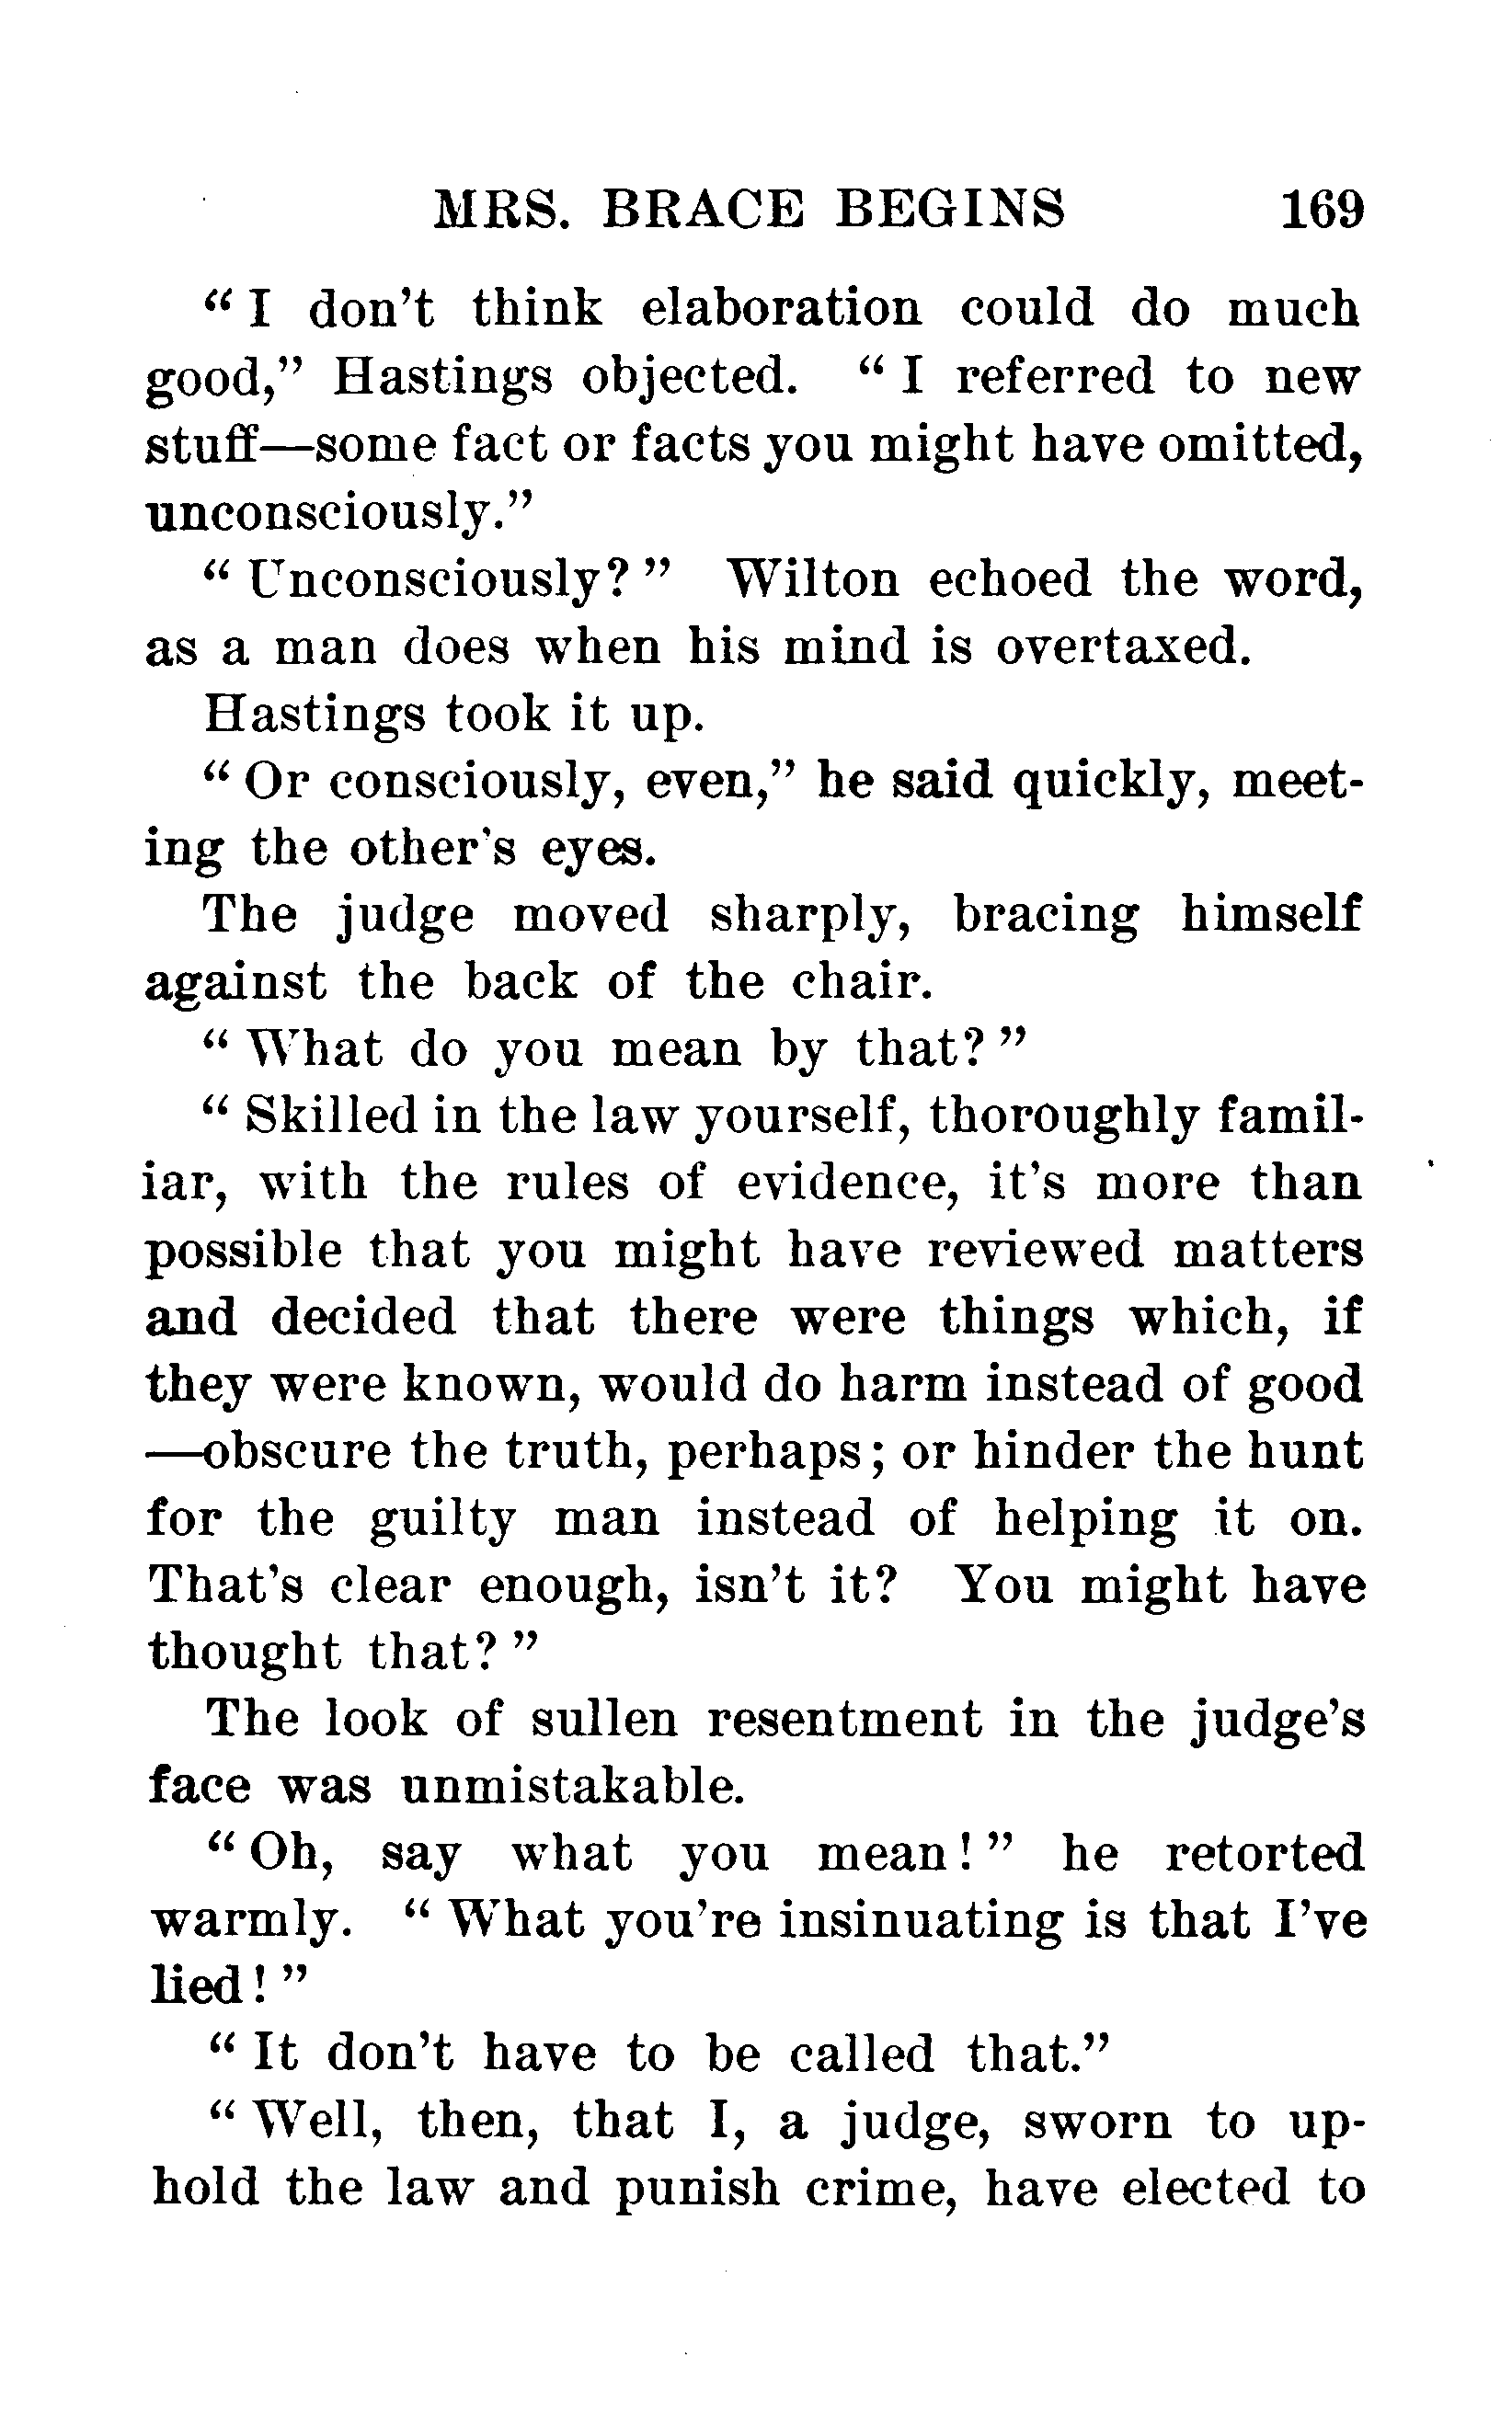 MRS. BRACE BEGINS 169
" I don't think elaboration could do much
good," Hastings objected. " I referred to new
stuff—some fact or facts you might have omitted,
unconsciously."
" Unconsciously? " Wilton echoed the word,
as a man does when his mind is overtaxed.
Hastings took it up.
" Or consciously, even," he said quickly, meet-
ing the other's eyes.
The judge moved sharply, bracing himself
against the back of the chair.
" What do you mean by that? "
" Skilled in the law yourself, thoroughly famil-
iar, with the rules of evidence, it's more than
possible that you might have reviewed matters
and decided that there were things which, if
they were known, would do harm instead of good
—obscure the truth, perhaps; or hinder the hunt
for the guilty man instead of helping it on.
That's clear enough, isn't it? You might have
thought that? "
The look of sullen resentment in the judge's
face was unmistakable.
" Oh, say what you mean! " he retorted
warmly. " What you're insinuating is that I've
lied! "
" It don't have to be called that."
" Well, then, that I, a judge, sworn to up-
hold the law and punish crime, have elected to